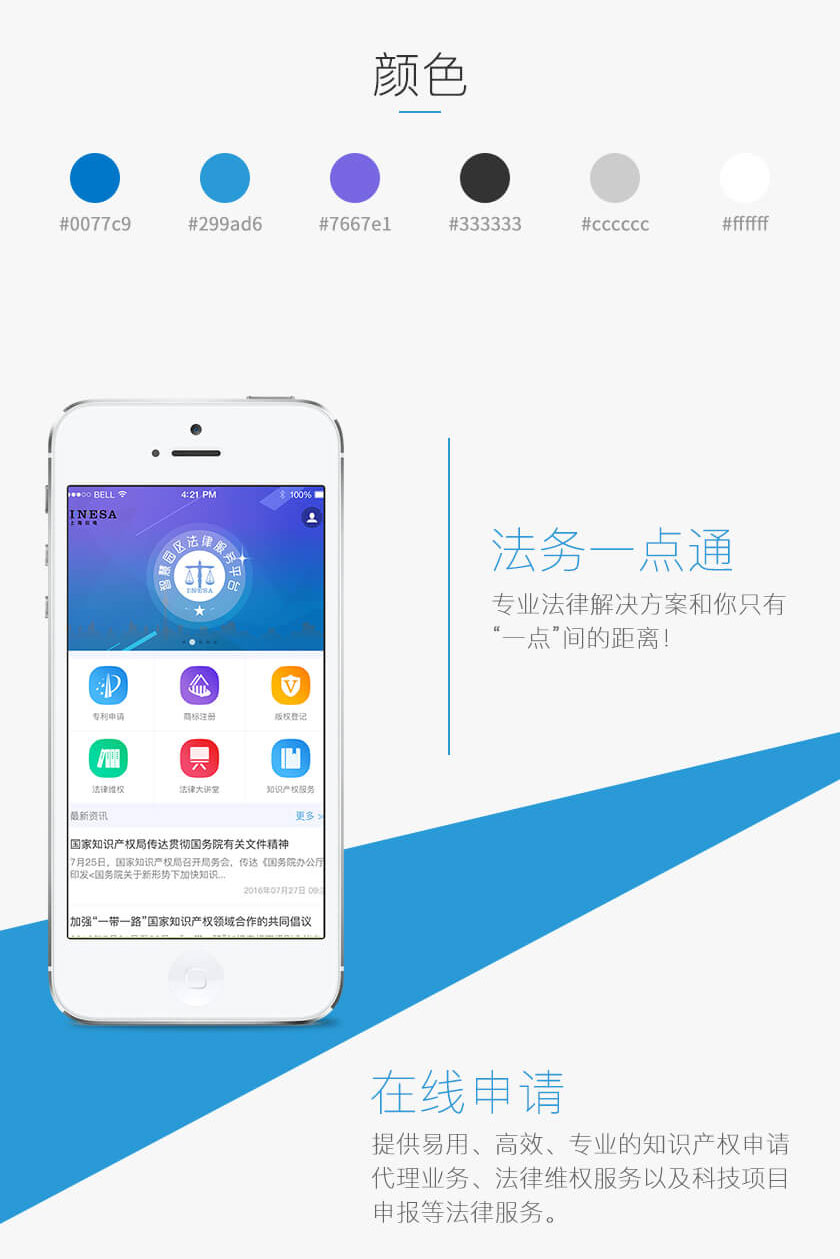 颜色
#0077c9 #299ad6 #7667e1 #333333 #cccccc #ffffff
BELL 4:21 PM 100%
INESA
智慧园区法律服务平台
INESA
专利申请 商标注册 版权登记
法律维权 法律大讲堂 知识产权服务
最新资讯 更多 >
国家知识产权局传达贯彻国务院有关文件精神
7月25日，国家知识产权局召开局务会，传达《国务院办公厅
印发<国务院关于新形势下加快知识...
2016年07月27日 09:
加强“一带一路”国家知识产权领域合作的共同倡议
法务一点通
专业法律解决方案和你只有
“一点”间的距离！
在线申请
提供易用、高效、专业的知识产权申请
代理业务、法律维权服务以及科技项目
申报等法律服务。